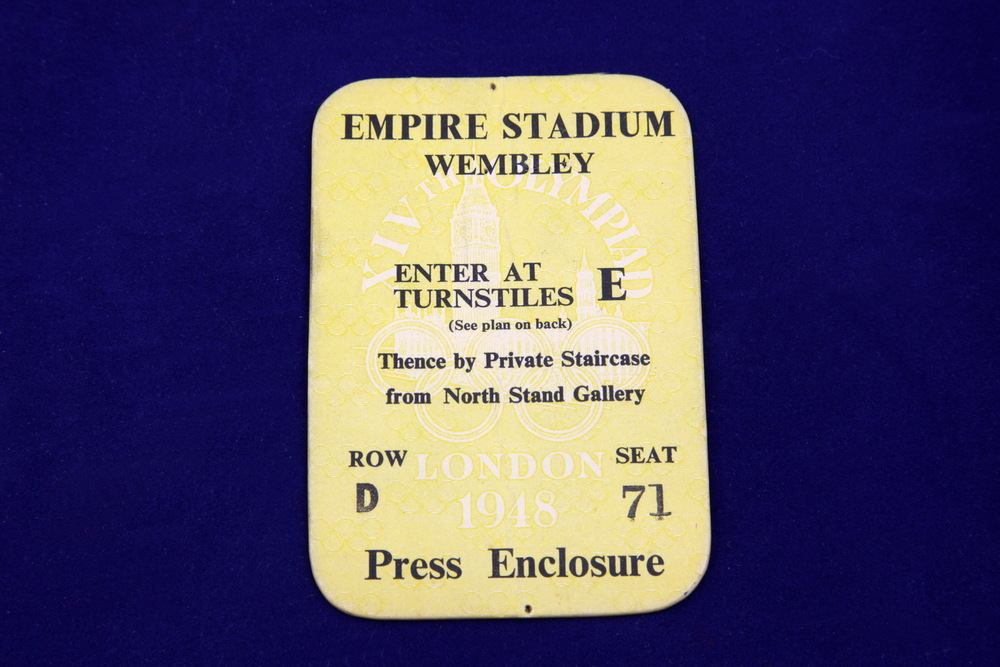 EMPIRE STADIUM
WEMBLEY
XIVTH OLYMPIAD
ENTER AT
TURNSTILES E
(See plan on back)
Thence by Private Staircase
from North Stand Gallery
ROW SEAT
LONDON
D 71
1948
Press Enclosure